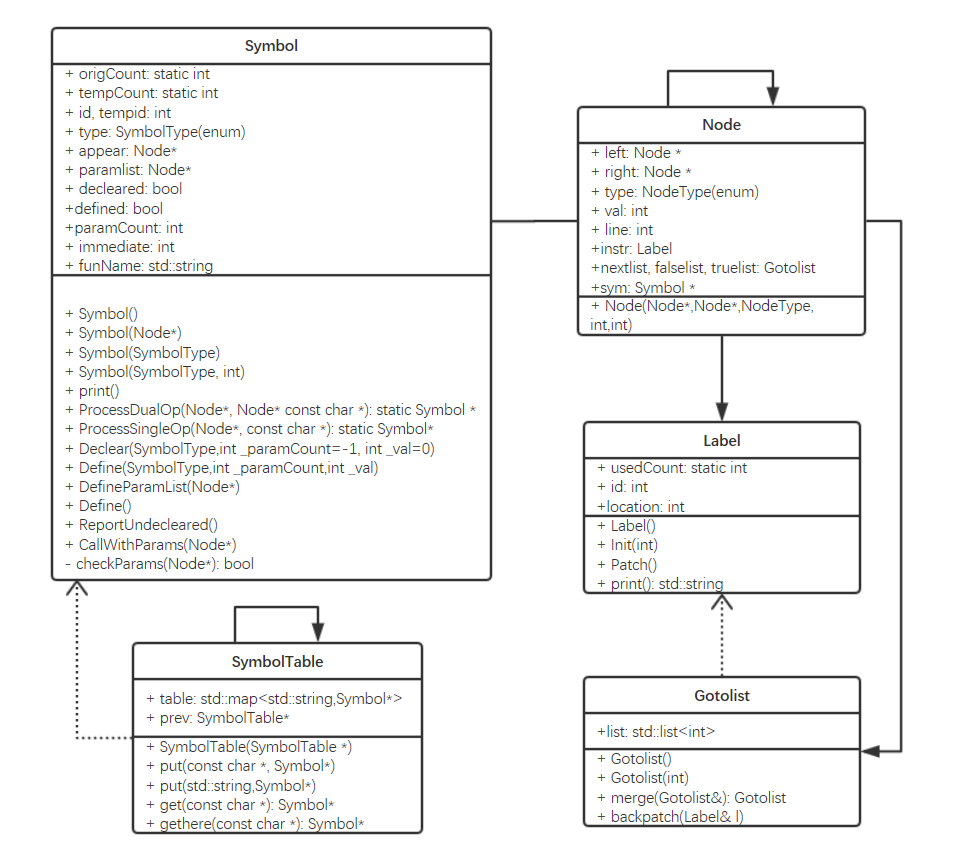 Symbol
+ origCount: static int
+ tempCount: static int
+ id, tempid: int
+ type: SymbolType(enum)
+ appear: Node*
+ paramlist: Node*
+ decleared: bool
+defined: bool
+paramCount: int
+ immediate: int
+ funName: std::string
+ Symbol()
+ Symbol(Node*)
+ Symbol(SymbolType)
+ Symbol(SymbolType, int)
+ print()
+ ProcessDualOp(Node*, Node* const char *): static Symbol *
+ ProcessSingleOp(Node*, const char *): static Symbol*
+ Declear(SymbolType,int _paramCount=-1, int _val=0)
+ Define(SymbolType,int _paramCount,int _val)
+ DefineParamList(Node*)
+ Define()
+ ReportUndecleared()
+ CallWithParams(Node*)
- checkParams(Node*): bool
SymbolTable
+ table: std::map<std::string,Symbol*>
+ prev: SymbolTable*
+ SymbolTable(SymbolTable *)
+ put(const char *, Symbol*)
+ put(std::string,Symbol*)
+ get(const char *): Symbol*
+ gethere(const char *): Symbol*
Node
+ left: Node *
+ right: Node *
+ type: NodeType(enum)
+ val: int
+ line: int
+instr: Label
+nextlist, falselist, truelist: Gotolist
+sym: Symbol *
+ Node(Node*,Node*,NodeType,
int,int)
Label
+ usedCount: static int
+ id: int
+location: int
+ Label()
+ Init(int)
+ Patch()
+ print(): std::string
Gotolist
+list: std::list<int>
+ Gotolist()
+ Gotolist(int)
+ merge(Gotolist&): Gotolist
+ backpatch(Label& l)